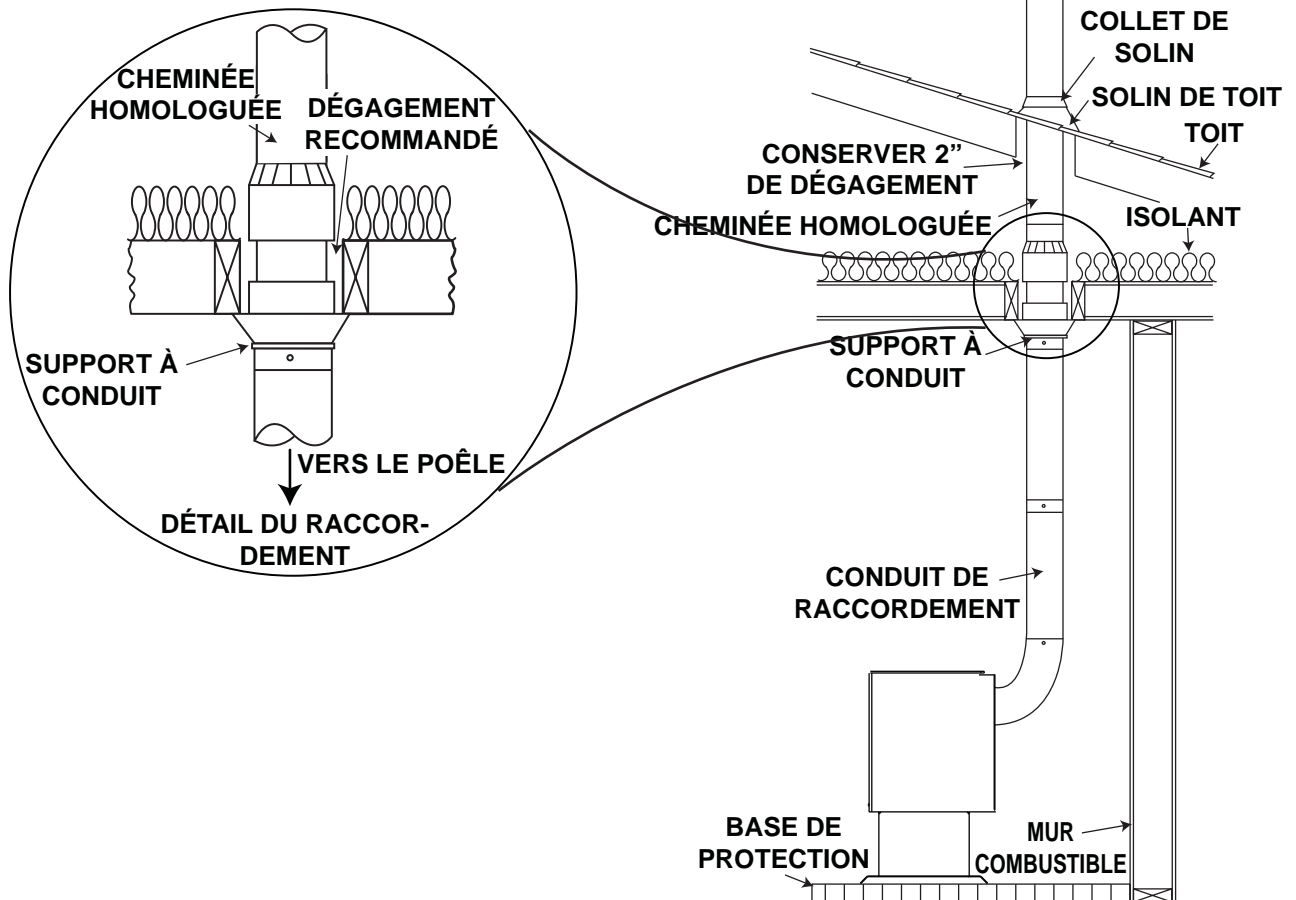 CHEMINÉE
HOMOLOGUÉE
DÉGAGEMENT
RECOMMANDÉ
SUPPORT À
CONDUIT
VERS LE POÊLE
DÉTAIL DU RACCOR-
DEMENT
COLLET DE
SOLIN
SOLIN DE TOIT
TOIT
CONSERVER 2”
DE DÉGAGEMENT
CHEMINÉE HOMOLOGUÉE
ISOLANT
SUPPORT À
CONDUIT
CONDUIT DE
RACCORDEMENT
BASE DE
PROTECTION
MUR
COMBUSTIBLE